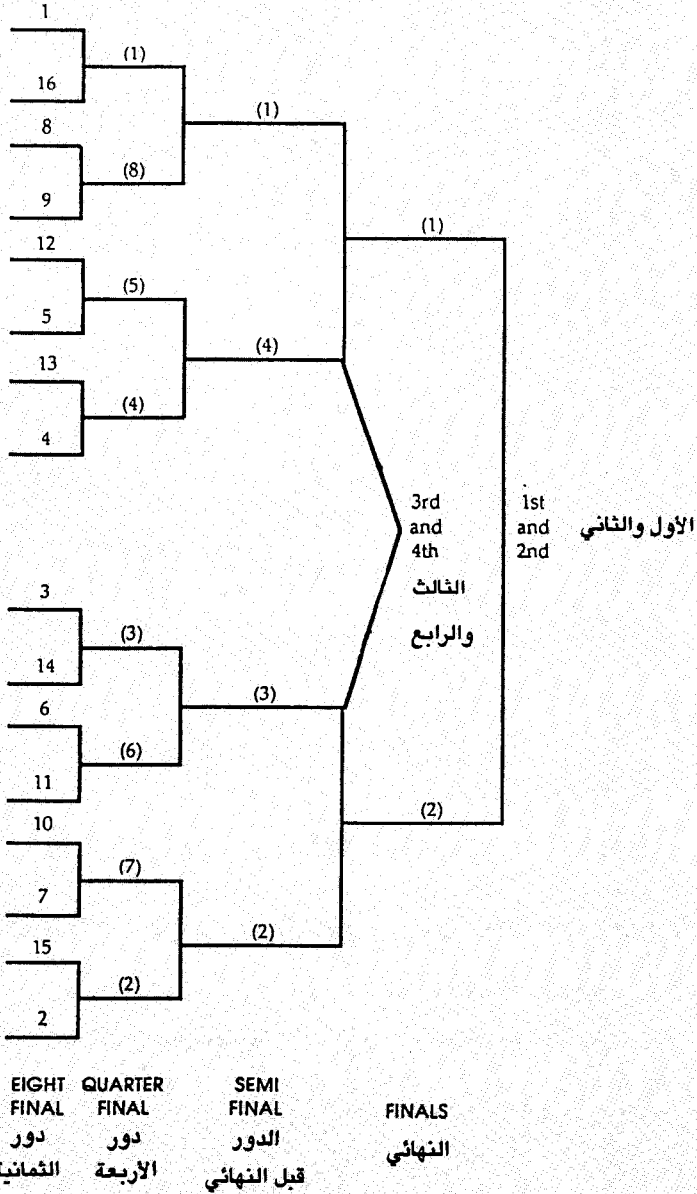 1
(1)
16
(1)
8
(8)
9
(1)
12
(5)
5
(4)
13
(4)
4
3rd
and
4th
الثالث
والرابع
1st
and
2nd
الأول والثاني
3
(3)
14
(3)
6
(6)
11
(2)
10
(7)
7
(2)
15
(2)
2
EIGHT
FINAL
دور
الثمانية
QUARTER
FINAL
دور
الأربعة
SEMI
FINAL
الدور
قبل النهائي
FINALS
النهائي